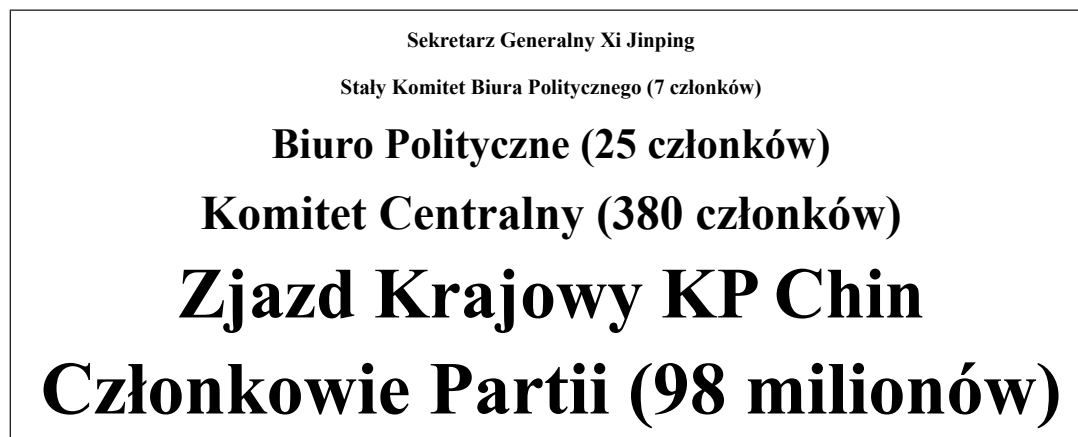 Sekretarz Generalny Xi Jinping
Stały Komitet Biura Politycznego (7 członków)
Biuro Polityczne (25 członków)
Komitet Centralny (380 członków)
Zjazd Krajowy KP Chin
Członkowie Partii (98 milionów)